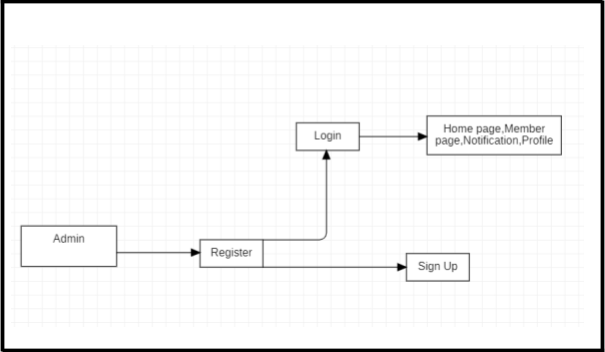 Login
Home page,Member
page,Notification,Profile
Admin
Register
Sign Up